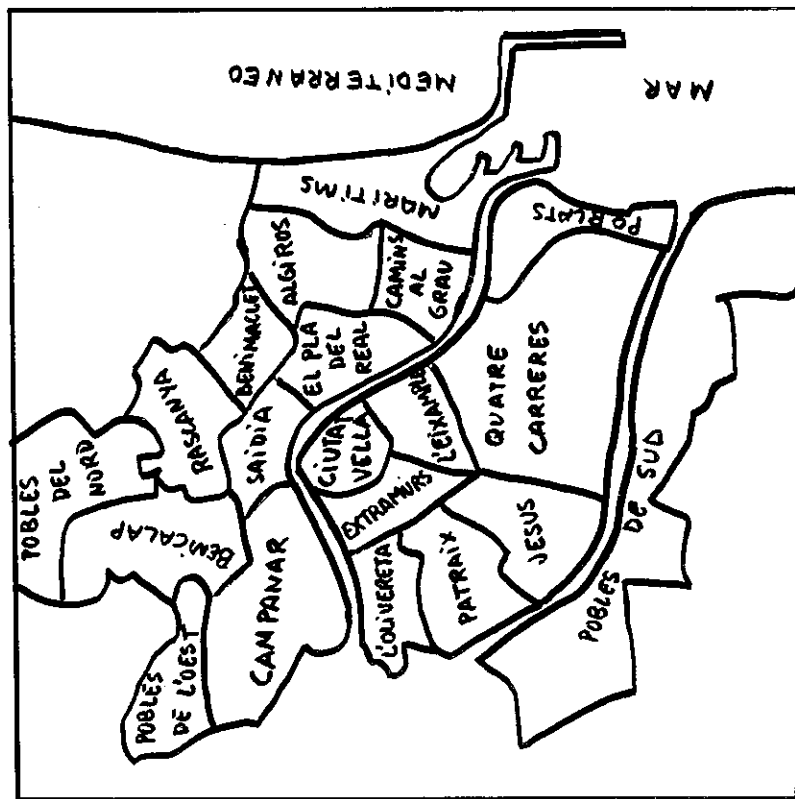 MEDiTERRANEO
MAR
MARiTiMS
POBLATS
ALGiROS
CAMiNS
AL
GRAU
BENiMACLET
EL PLA
DEL
REAL
RASCANYA
SAiDiA
CiUTAT
VELLA
L'EiXAMPLE
QUATRE
CARRERES
POBLES
DEL
NORD
BENiCALAP
EXTRAMURS
CAMPANAR
L'OLiVERETA
PATRAiX
JESUS
POBLES
DE L'OEST
POBLES DE SUD